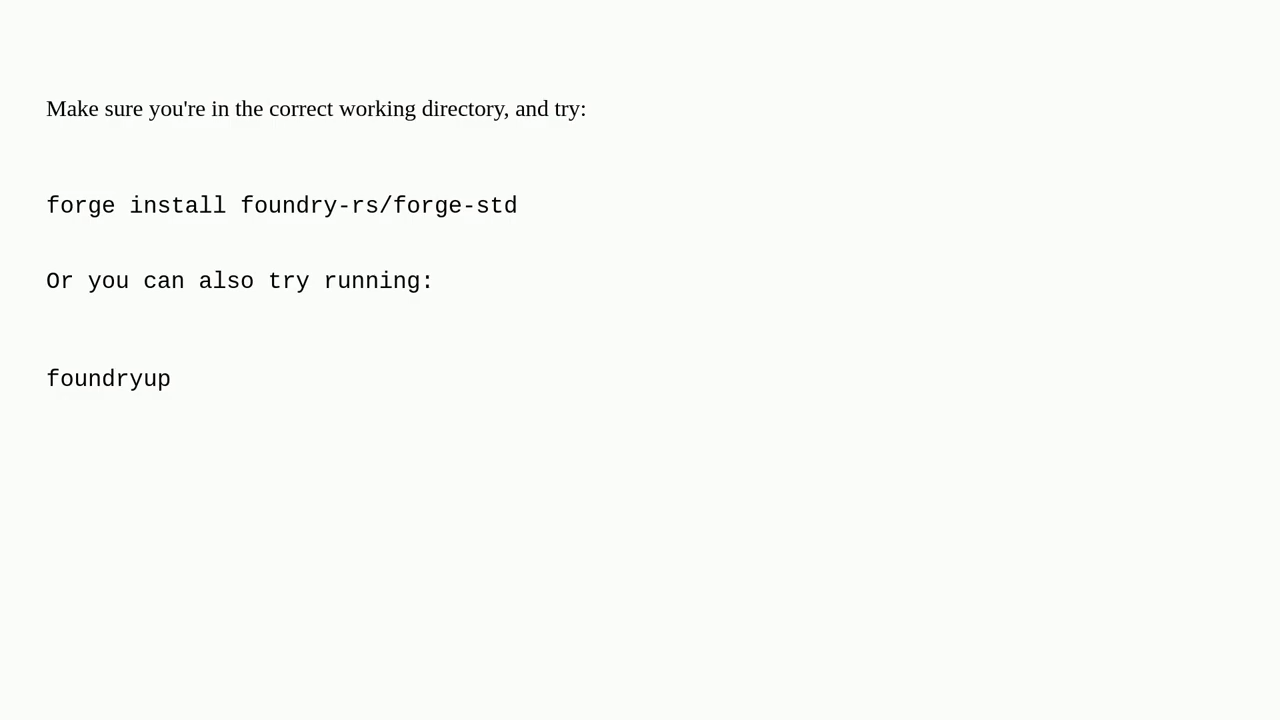 Make sure you're in the correct working directory, and try:
forge install foundry-rs/forge-std
Or you can also try running:
foundryup